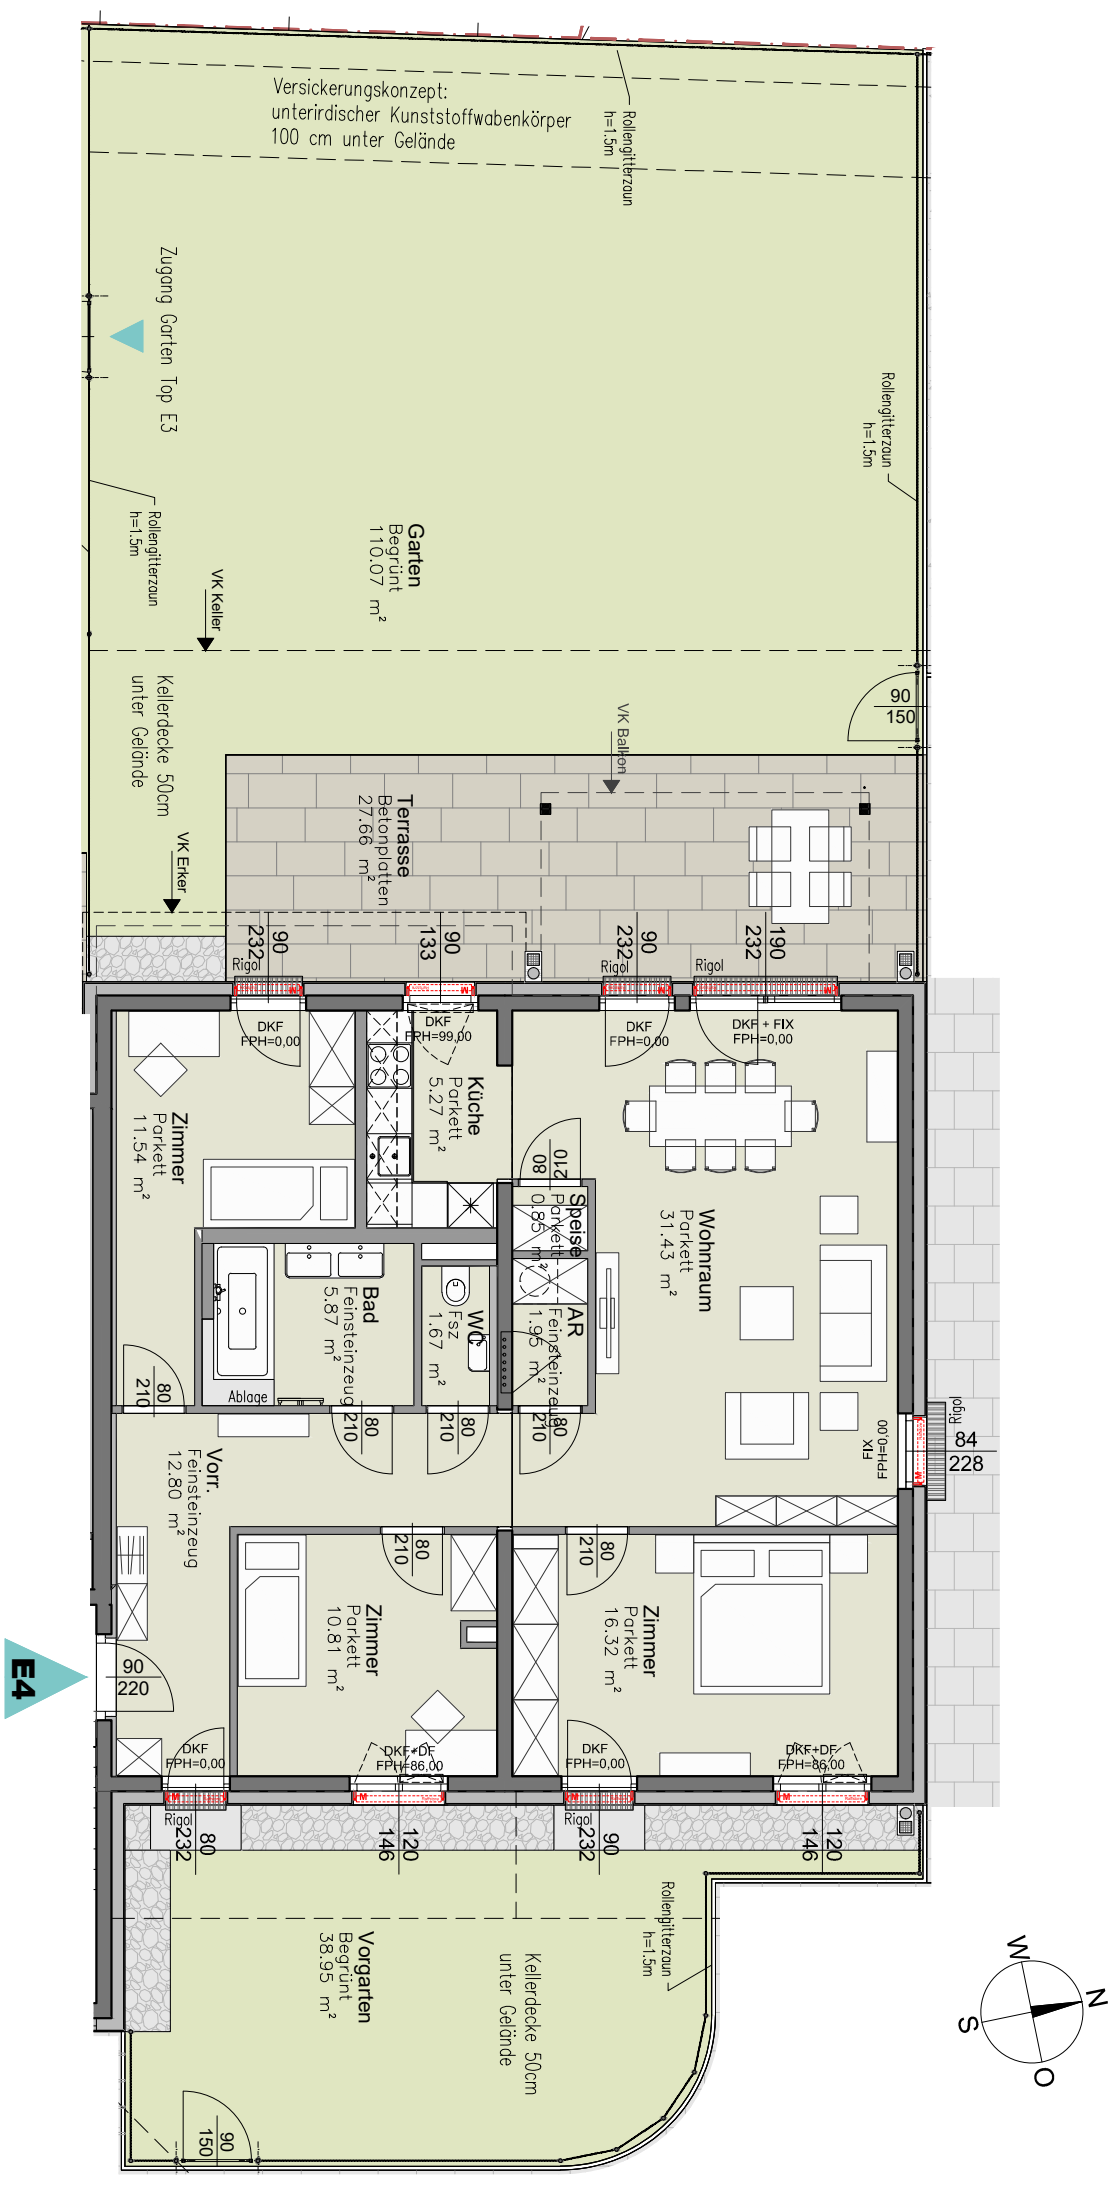 Versickerungskonzept:
unterirdischer Kunststoffwabenkörper
100 cm unter Gelände
Rollengitterzaun
h=1.5m
Zugang Garten Top E3
Rollengitterzaun
h=1.5m
Rollengitterzaun
h=1.5m
Garten
Begrünt
110.07 m²
VK Keller
Kellerdecke 50cm
unter Gelände
90
150
VK Balkon
Terrasse
Betonplatten
27.66 m²
VK Erker
90
232
Rigol
90
133
90
232
Rigol
190
232
Rigol
DKF
FPH=0,00
DKF
FPH=99,00
DKF
FPH=0,00
DKF + FIX
FPH=0,00
Zimmer
Parkett
11.54 m²
Küche
Parkett
5.27 m²
210
80
Speise
Parkett
0.85 m²
Wohnraum
Parkett
31.43 m²
Bad
Feinsteinzeug
5.87 m²
Ablage
WC
Fsz
1.67 m²
AR
Feinsteinzeug
1.95 m²
80
210
80
210
80
210
80
210
Rigol
84
228
FPH=0,00
FIX
Vorr.
Feinsteinzeug
12.80 m²
80
210
80
210
Zimmer
Parkett
10.81 m²
Zimmer
Parkett
16.32 m²
E4
90
220
DKF
FPH=0,00
DKF+DF
FPH=86,00
DKF
FPH=0,00
DKF+DF
FPH=86,00
M
M
M
M
Rigol
80
232
120
146
Rigol
90
232
120
146
Rollengitterzaun
h=1.5m
Vorgarten
Begrünt
38.95 m²
Kellerdecke 50cm
unter Gelände
90
150
W
N
S
O